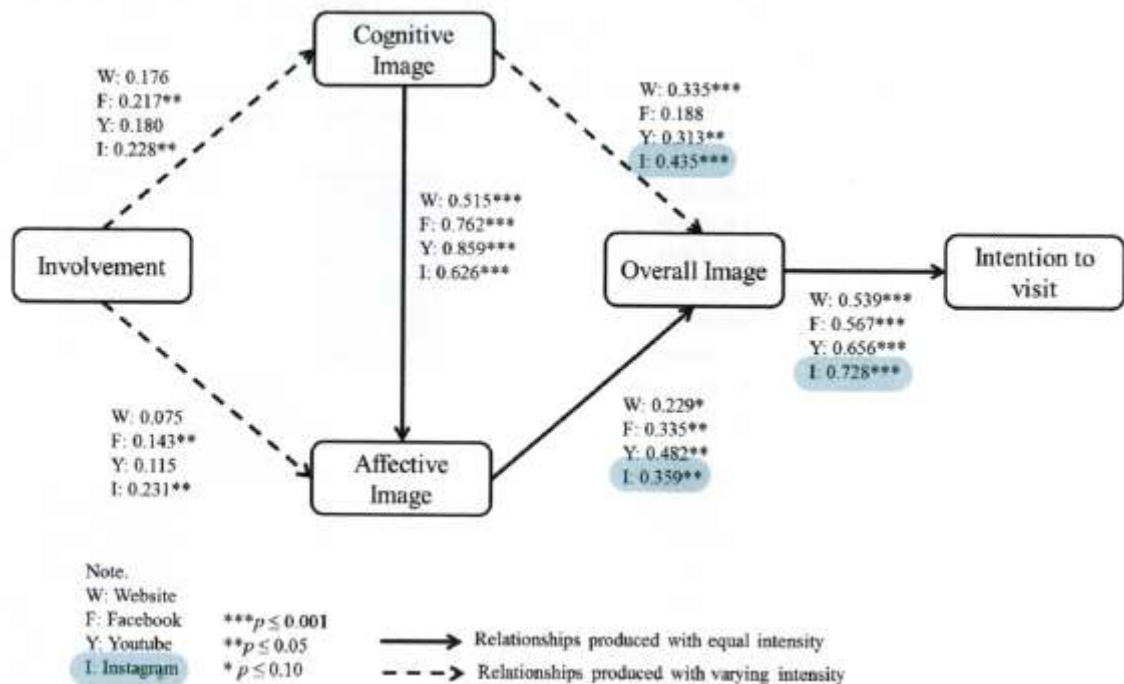 Cognitive
Image
W: 0.176
F: 0.217**
Y: 0.180
I: 0.228**
W: 0.335***
F: 0.188
Y: 0.313**
I: 0.435***
W: 0.515***
F: 0.762***
Y: 0.859***
I: 0.626***
Involvement
Overall Image
Intention to
visit
W: 0.539***
F: 0.567***
Y: 0.656***
I: 0.728***
W: 0.075
F: 0.143**
Y: 0.115
I: 0.231**
Affective
Image
W: 0.229*
F: 0.335**
Y: 0.482**
I: 0.359**
Note.
W: Website
F: Facebook ***p ≤ 0.001
Y: Youtube **p ≤ 0.05
I: Instagram * p ≤ 0.10
Relationships produced with equal intensity
Relationships produced with varying intensity